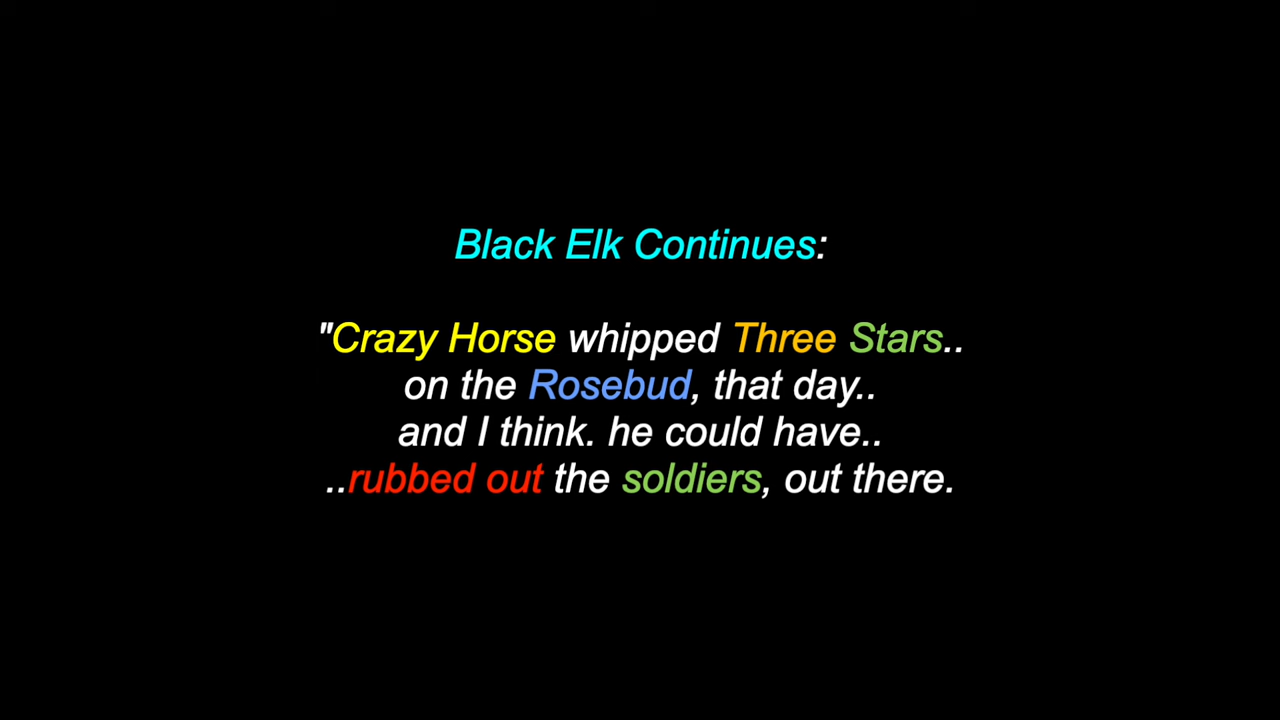 Black Elk Continues:
"Crazy Horse whipped Three Stars..
on the Rosebud, that day..
and I think. he could have..
..rubbed out the soldiers, out there.